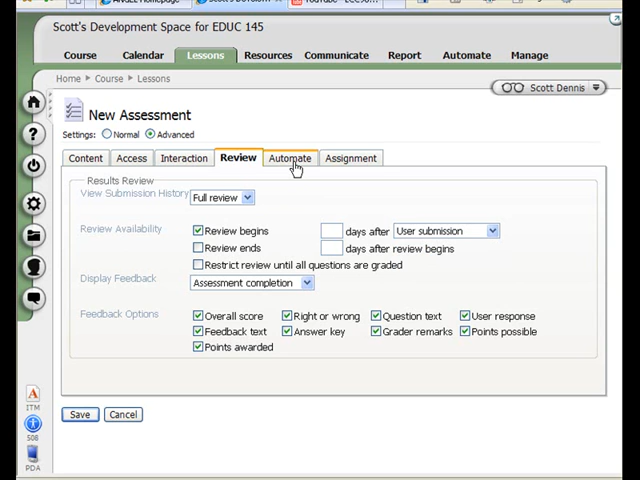 Scott's Development Space for EDUC 145
Course Calendar Lessons Resources Communicate Report Automate Manage
Home › Course › Lessons
Scott Dennis
New Assessment
Settings: Normal Advanced
Content Access Interaction Review Automate Assignment
Results Review
View Submission History Full review
Review Availability Review begins days after User submission
Review ends days after review begins
Restrict review until all questions are graded
Display Feedback Assessment completion
Feedback Options Overall score Right or wrong Question text User response
Feedback text Answer key Grader remarks Points possible
Points awarded
Save Cancel
ITM
508
PDA